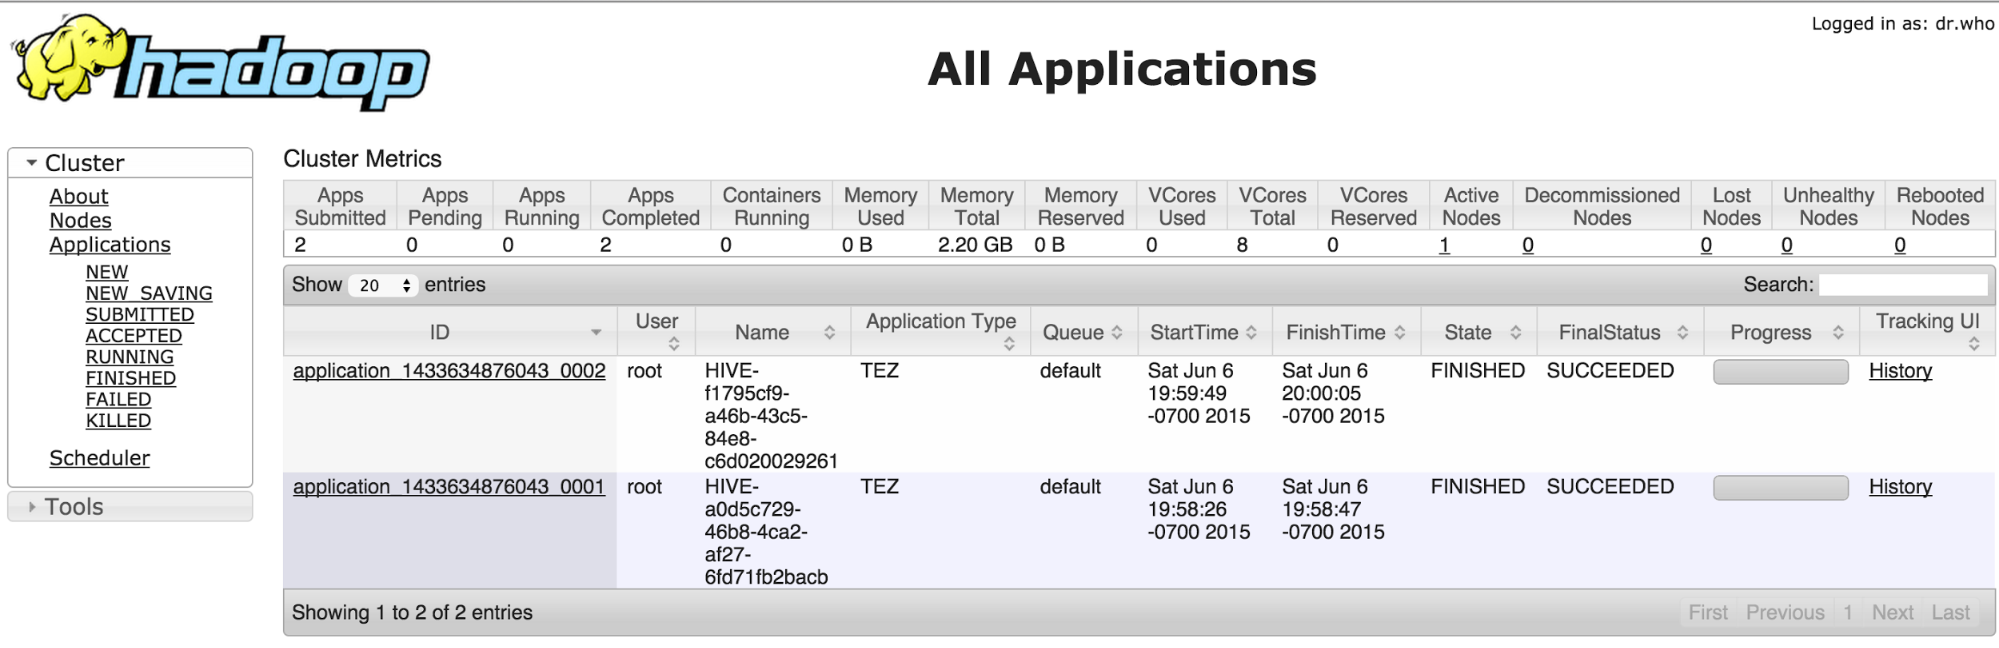 hadoop
Logged in as: dr.who
All Applications
Cluster
About
Nodes
Applications
NEW
NEW_SAVING
SUBMITTED
ACCEPTED
RUNNING
FINISHED
FAILED
KILLED
Scheduler
Tools
Cluster Metrics
Apps Submitted Apps Pending Apps Running Apps Completed Containers Running Memory Used Memory Total Memory Reserved VCores Used VCores Total VCores Reserved Active Nodes Decommissioned Nodes Lost Nodes Unhealthy Nodes Rebooted Nodes
2 0 0 2 0 0 B 2.20 GB 0 B 0 8 0 1 0 0 0 0
Show 20 entries Search:
ID User Name Application Type Queue StartTime FinishTime State FinalStatus Progress Tracking UI
application_1433634876043_0002 root HIVE- TEZ default Sat Jun 6 Sat Jun 6 FINISHED SUCCEEDED History
f1795cf9- 19:59:49 20:00:05
a46b-43c5- -0700 2015 -0700 2015
84e8-
c6d020029261
application_1433634876043_0001 root HIVE- TEZ default Sat Jun 6 Sat Jun 6 FINISHED SUCCEEDED History
a0d5c729- 19:58:26 19:58:47
46b8-4ca2- -0700 2015 -0700 2015
af27-
6fd71fb2bacb
Showing 1 to 2 of 2 entries First Previous 1 Next Last